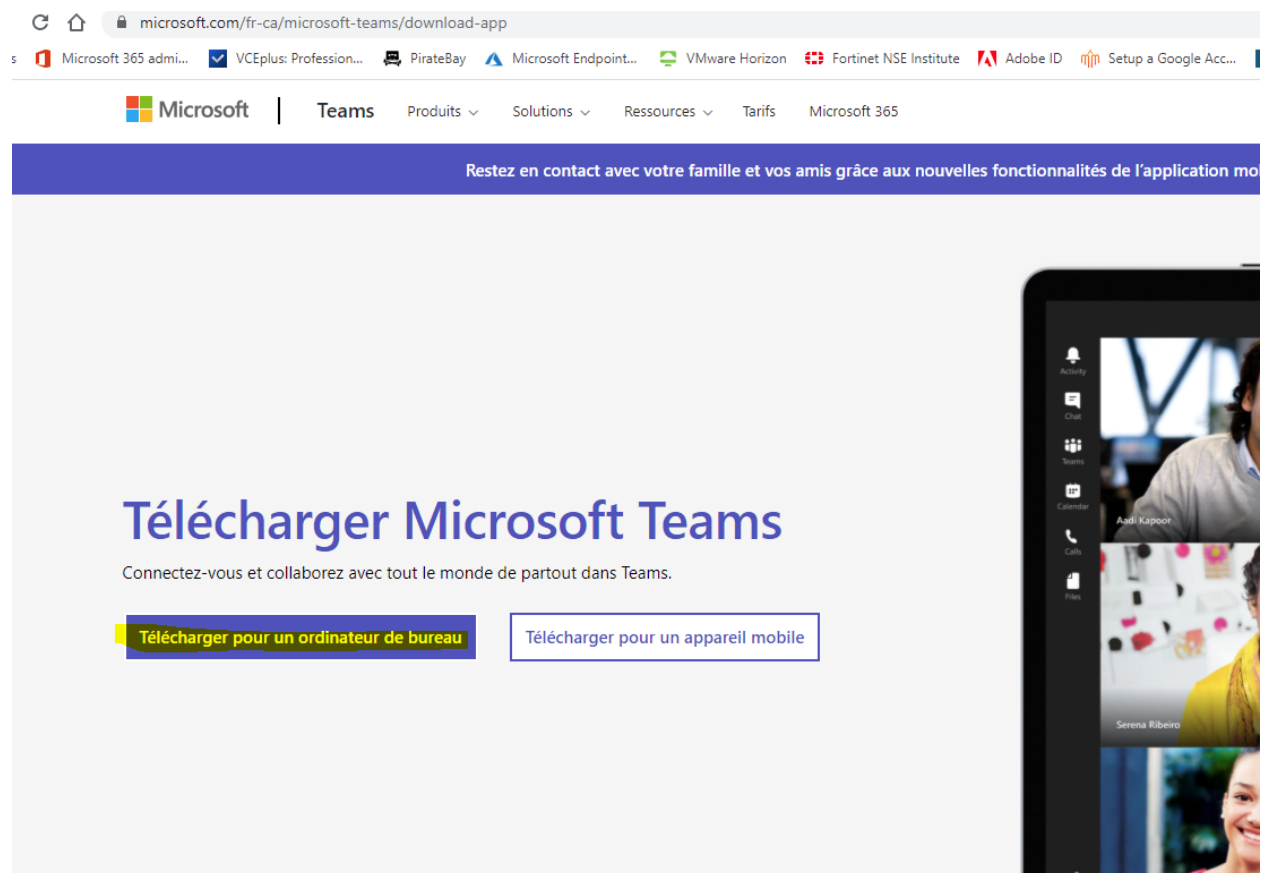 microsoft.com/fr-ca/microsoft-teams/download-app
s Microsoft 365 admi... VCEplus: Profession... PirateBay Microsoft Endpoint... VMware Horizon Fortinet NSE Institute Adobe ID Setup a Google Acc...
Microsoft Teams Produits Solutions Ressources Tarifs Microsoft 365
Restez en contact avec votre famille et vos amis grâce aux nouvelles fonctionnalités de l'application mo
Activity
Chat
Teams
Calendar
Calls
Files
Aadi Kapoor
Télécharger Microsoft Teams
Connectez-vous et collaborez avec tout le monde de partout dans Teams.
Télécharger pour un ordinateur de bureau
Télécharger pour un appareil mobile
Serena Ribeiro